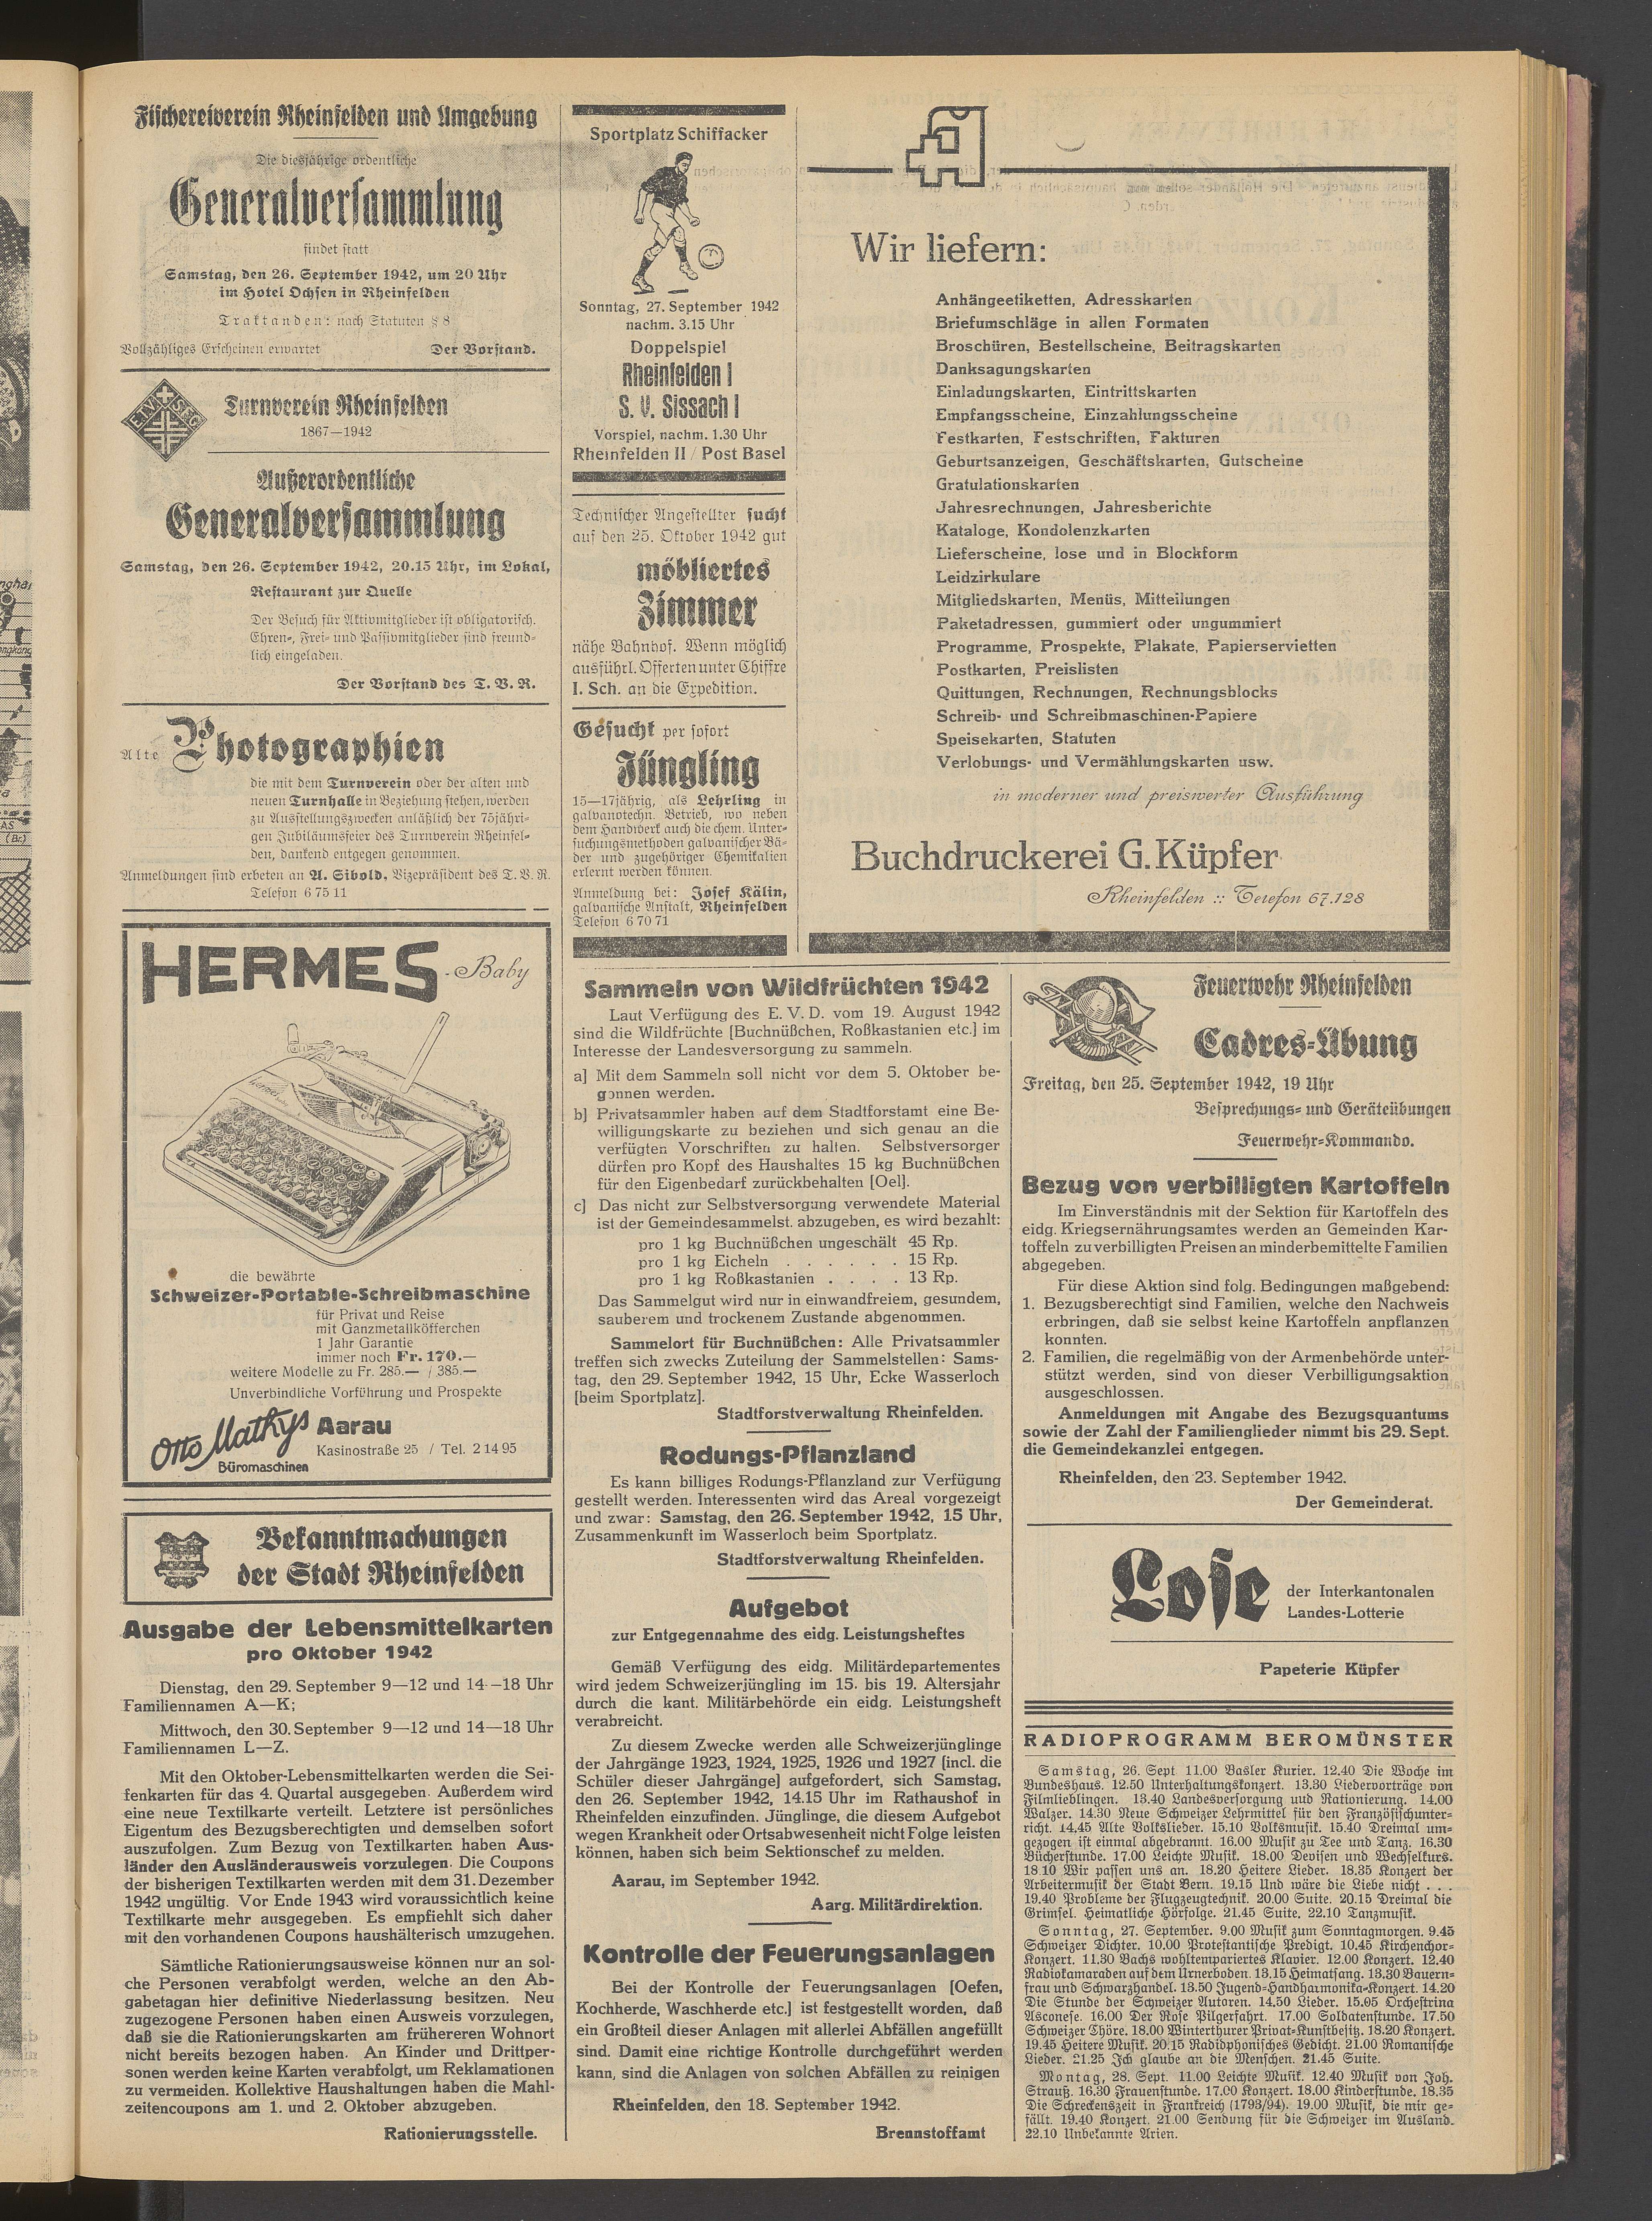 Fischereiverein Rheinfelden und Umgebung
Die diesjährige ordentliche
Generalversammlung
findet statt
Samstag, den 26. September 1942, um 20 Uhr
im Hotel Ochsen in Rheinfelden
Traktanden: nach Statuten § 8
Vollzähliges Erscheinen erwartet Der Vorstand.
E.T.V. S.F.G.
Turnverein Rheinfelden
1867—1942
Außerordentliche
Generalversammlung
Samstag, den 26. September 1942, 20.15 Uhr, im Lokal,
Restaurant zur Quelle
Der Besuch für Aktivmitglieder ist obligatorisch.
Ehren-, Frei- und Passivmitglieder sind freund-
lich eingeladen.
Der Vorstand des T. V. R.
Alte Photographien
die mit dem Turnverein oder der alten und
neuen Turnhalle in Beziehung stehen, werden
zu Ausstellungszwecken anläßlich der 75jähri-
gen Jubiläumsfeier des Turnverein Rheinfel-
den, dankend entgegen genommen.
Anmeldungen sind erbeten an A. Sibold, Vizepräsident des T. V. R.
Telefon 6 75 11
HERMES-Baby
hermes
die bewährte
Schweizer-Portable-Schreibmaschine
für Privat und Reise
mit Ganzmetallköfferchen
1 Jahr Garantie
immer noch Fr. 170.—
weitere Modelle zu Fr. 285.— / 385.—
Unverbindliche Vorführung und Prospekte
Otto Mathys Aarau
Kasinostraße 25 / Tel. 2 14 95
Büromaschinen
Bekanntmachungen
der Stadt Rheinfelden
Ausgabe der Lebensmittelkarten
pro Oktober 1942
Dienstag, den 29. September 9—12 und 14—18 Uhr
Familiennamen A—K;
Mittwoch, den 30. September 9—12 und 14—18 Uhr
Familiennamen L—Z.
Mit den Oktober-Lebensmittelkarten werden die Sei-
fenkarten für das 4. Quartal ausgegeben. Außerdem wird
eine neue Textilkarte verteilt. Letztere ist persönliches
Eigentum des Bezugsberechtigten und demselben sofort
auszufolgen. Zum Bezug von Textilkarten haben Aus-
länder den Ausländerausweis vorzulegen. Die Coupons
der bisherigen Textilkarten werden mit dem 31. Dezember
1942 ungültig. Vor Ende 1943 wird voraussichtlich keine
Textilkarte mehr ausgegeben. Es empfiehlt sich daher
mit den vorhandenen Coupons haushälterisch umzugehen.
Sämtliche Rationierungsausweise können nur an sol-
che Personen verabfolgt werden, welche an den Ab-
gabetagan hier definitive Niederlassung besitzen. Neu
zugezogene Personen haben einen Ausweis vorzulegen,
daß sie die Rationierungskarten am frühereren Wohnort
nicht bereits bezogen haben. An Kinder und Drittper-
sonen werden keine Karten verabfolgt, um Reklamationen
zu vermeiden. Kollektive Haushaltungen haben die Mahl-
zeitencoupons am 1. und 2. Oktober abzugeben.
Rationierungsstelle.
Sportplatz Schiffacker
Sonntag, 27. September 1942
nachm. 3.15 Uhr
Doppelspiel
Rheinfelden I
S. V. Sissach I
Vorspiel, nachm. 1.30 Uhr
Rheinfelden II / Post Basel
Technischer Angestellter sucht
auf den 25. Oktober 1942 gut
möbliertes
Zimmer
nähe Bahnhof. Wenn möglich
ausführl. Offerten unter Chiffre
I. Sch. an die Expedition.
Gesucht per sofort
Jüngling
15—17jährig, als Lehrling in
galvanotechn. Betrieb, wo neben
dem Handwerk auch die chem. Unter-
suchungsmethoden galvanischer Bä-
der und zugehöriger Chemikalien
erlernt werden können.
Anmeldung bei: Josef Kälin,
galvanische Anstalt, Rheinfelden
Telefon 6 70 71
Wir liefern:
Anhängeetiketten, Adresskarten
Briefumschläge in allen Formaten
Broschüren, Bestellscheine, Beitragskarten
Danksagungskarten
Einladungskarten, Eintrittskarten
Empfangsscheine, Einzahlungsscheine
Festkarten, Festschriften, Fakturen
Geburtsanzeigen, Geschäftskarten, Gutscheine
Gratulationskarten
Jahresrechnungen, Jahresberichte
Kataloge, Kondolenzkarten
Lieferscheine, lose und in Blockform
Leidzirkulare
Mitgliedskarten, Menüs, Mitteilungen
Paketadressen, gummiert oder ungummiert
Programme, Prospekte, Plakate, Papierservietten
Postkarten, Preislisten
Quittungen, Rechnungen, Rechnungsblocks
Schreib- und Schreibmaschinen-Papiere
Speisekarten, Statuten
Verlobungs- und Vermählungskarten usw.
in moderner und preiswerter Ausführung
Buchdruckerei G. Küpfer
Rheinfelden :: Telefon 67.128
Sammeln von Wildfrüchten 1942
Laut Verfügung des E. V. D. vom 19. August 1942
sind die Wildfrüchte [Buchnüßchen, Roßkastanien etc.] im
Interesse der Landesversorgung zu sammeln.
a] Mit dem Sammeln soll nicht vor dem 5. Oktober be-
gonnen werden.
b] Privatsammler haben auf dem Stadtforstamt eine Be-
willigungskarte zu beziehen und sich genau an die
verfügten Vorschriften zu halten. Selbstversorger
dürfen pro Kopf des Haushaltes 15 kg Buchnüßchen
für den Eigenbedarf zurückbehalten [Oel].
c] Das nicht zur Selbstversorgung verwendete Material
ist der Gemeindesammelst. abzugeben, es wird bezahlt:
pro 1 kg Buchnüßchen ungeschält 45 Rp.
pro 1 kg Eicheln . . . . . . 15 Rp.
pro 1 kg Roßkastanien . . . . 13 Rp.
Das Sammelgut wird nur in einwandfreiem, gesundem,
sauberem und trockenem Zustande abgenommen.
Sammelort für Buchnüßchen: Alle Privatsammler
treffen sich zwecks Zuteilung der Sammelstellen: Sams-
tag, den 29. September 1942, 15 Uhr, Ecke Wasserloch
[beim Sportplatz].
Stadtforstverwaltung Rheinfelden.
Rodungs-Pflanzland
Es kann billiges Rodungs-Pflanzland zur Verfügung
gestellt werden. Interessenten wird das Areal vorgezeigt
und zwar: Samstag, den 26. September 1942, 15 Uhr,
Zusammenkunft im Wasserloch beim Sportplatz.
Stadtforstverwaltung Rheinfelden.
Aufgebot
zur Entgegennahme des eidg. Leistungsheftes
Gemäß Verfügung des eidg. Militärdepartementes
wird jedem Schweizerjüngling im 15. bis 19. Altersjahr
durch die kant. Militärbehörde ein eidg. Leistungsheft
verabreicht.
Zu diesem Zwecke werden alle Schweizerjünglinge
der Jahrgänge 1923, 1924, 1925, 1926 und 1927 [incl. die
Schüler dieser Jahrgänge] aufgefordert, sich Samstag,
den 26. September 1942, 14.15 Uhr im Rathaushof in
Rheinfelden einzufinden. Jünglinge, die diesem Aufgebot
wegen Krankheit oder Ortsabwesenheit nicht Folge leisten
können, haben sich beim Sektionschef zu melden.
Aarau, im September 1942.
Aarg. Militärdirektion.
Kontrolle der Feuerungsanlagen
Bei der Kontrolle der Feuerungsanlagen [Oefen,
Kochherde, Waschherde etc.] ist festgestellt worden, daß
ein Großteil dieser Anlagen mit allerlei Abfällen angefüllt
sind. Damit eine richtige Kontrolle durchgeführt werden
kann, sind die Anlagen von solchen Abfällen zu reinigen
Rheinfelden, den 18. September 1942.
Brennstoffamt
Feuerwehr Rheinfelden
Cadres-Übung
Freitag, den 25. September 1942, 19 Uhr
Besprechungs- und Geräteübungen
Feuerwehr-Kommando.
Bezug von verbilligten Kartoffeln
Im Einverständnis mit der Sektion für Kartoffeln des
eidg. Kriegsernährungsamtes werden an Gemeinden Kar-
toffeln zu verbilligten Preisen an minderbemittelte Familien
abgegeben.
Für diese Aktion sind folg. Bedingungen maßgebend:
1. Bezugsberechtigt sind Familien, welche den Nachweis
erbringen, daß sie selbst keine Kartoffeln anpflanzen
konnten.
2. Familien, die regelmäßig von der Armenbehörde unter-
stützt werden, sind von dieser Verbilligungsaktion
ausgeschlossen.
Anmeldungen mit Angabe des Bezugsquantums
sowie der Zahl der Familienglieder nimmt bis 29. Sept.
die Gemeindekanzlei entgegen.
Rheinfelden, den 23. September 1942.
Der Gemeinderat.
Lose der Interkantonalen
Landes-Lotterie
Papeterie Küpfer
RADIOPROGRAMM BEROMÜNSTER
Samstag, 26. Sept. 11.00 Basler Kurier. 12.40 Die Woche im
Bundeshaus. 12.50 Unterhaltungskonzert. 13.30 Liedervorträge von
Filmlieblingen. 13.40 Landesversorgung und Rationierung. 14.00
Walzer. 14.30 Neue Schweizer Lehrmittel für den Französischunter-
richt. 14.45 Alte Volkslieder. 15.10 Volksmusik. 15.40 Dreimal um-
gezogen ist einmal abgebrannt. 16.00 Musik zu Tee und Tanz. 16.30
Bücherstunde. 17.00 Leichte Musik. 18.00 Devisen und Wechselkurs.
18.10 Wir passen uns an. 18.20 Heitere Lieder. 18.35 Konzert der
Arbeitermusik der Stadt Bern. 19.15 Und wäre die Liebe nicht . . .
19.40 Probleme der Flugzeugtechnik. 20.00 Suite. 20.15 Dreimal die
Grimsel. Heimatliche Hörfolge. 21.45 Suite. 22.10 Tanzmusik.
Sonntag, 27. September. 9.00 Musik zum Sonntagmorgen. 9.45
Schweizer Dichter. 10.00 Protestantische Predigt. 10.45 Kirchenchor-
Konzert. 11.30 Bachs wohltempariertes Klavier. 12.00 Konzert. 12.40
Radiokamaraden auf dem Urnerboden. 13.15 Heimatsang. 13.30 Bauern-
frau und Schwarzhandel. 13.50 Jugend-Handharmonika-Konzert. 14.20
Die Stunde der Schweizer Autoren. 14.50 Lieder. 15.05 Orchestrina
Asconese. 16.00 Der Rose Pilgerfahrt. 17.00 Soldatenstunde. 17.50
Schweizer Chöre. 18.00 Winterthurer Privat-Kunstbesitz. 18.20 Konzert.
19.45 Heitere Musik. 20.15 Radiophonisches Gedicht. 21.00 Romanische
Lieder. 21.25 Ich glaube an die Menschen. 21.45 Suite.
Montag, 28. Sept. 11.00 Leichte Musik. 12.40 Musik von Joh.
Strauß. 16.30 Frauenstunde. 17.00 Konzert. 18.00 Kinderstunde. 18.35
Die Schreckenszeit in Frankreich (1793/94). 19.00 Musik, die mir ge-
fällt. 19.40 Konzert. 21.00 Sendung für die Schweizer im Ausland.
22.10 Unbekannte Arien.